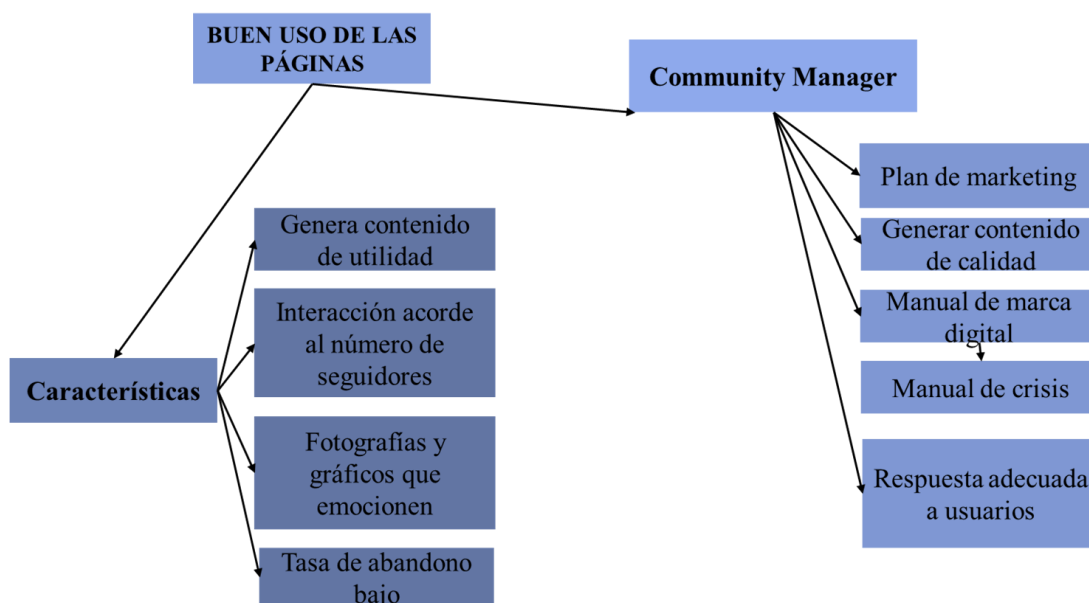 BUEN USO DE LAS
PÁGINAS
Community Manager
Plan de marketing
Generar contenido
de calidad
Manual de marca
digital
Manual de crisis
Respuesta adecuada
a usuarios
Característícas
Genera contenido
de utilidad
Interacción acorde
al número de
seguidores
Fotografías y
gráficos que
emocionen
Tasa de abandono
bajo